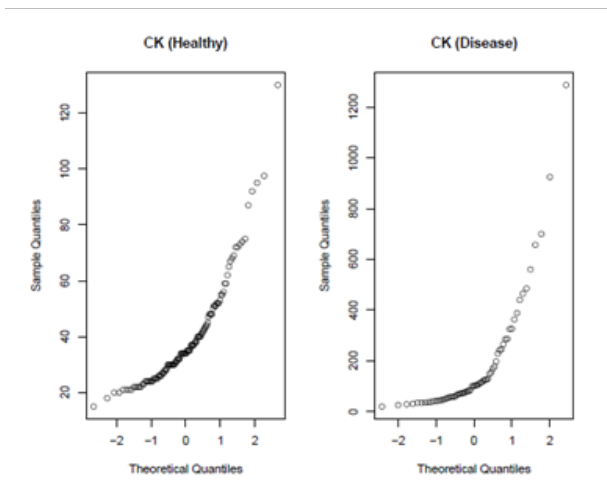 CK (Healthy)
Sample Quantiles
120
100
80
60
40
20
−2 −1 0 1 2
Theoretical Quantiles
CK (Disease)
Sample Quantiles
1200
1000
800
600
400
200
0
−2 −1 0 1 2
Theoretical Quantiles